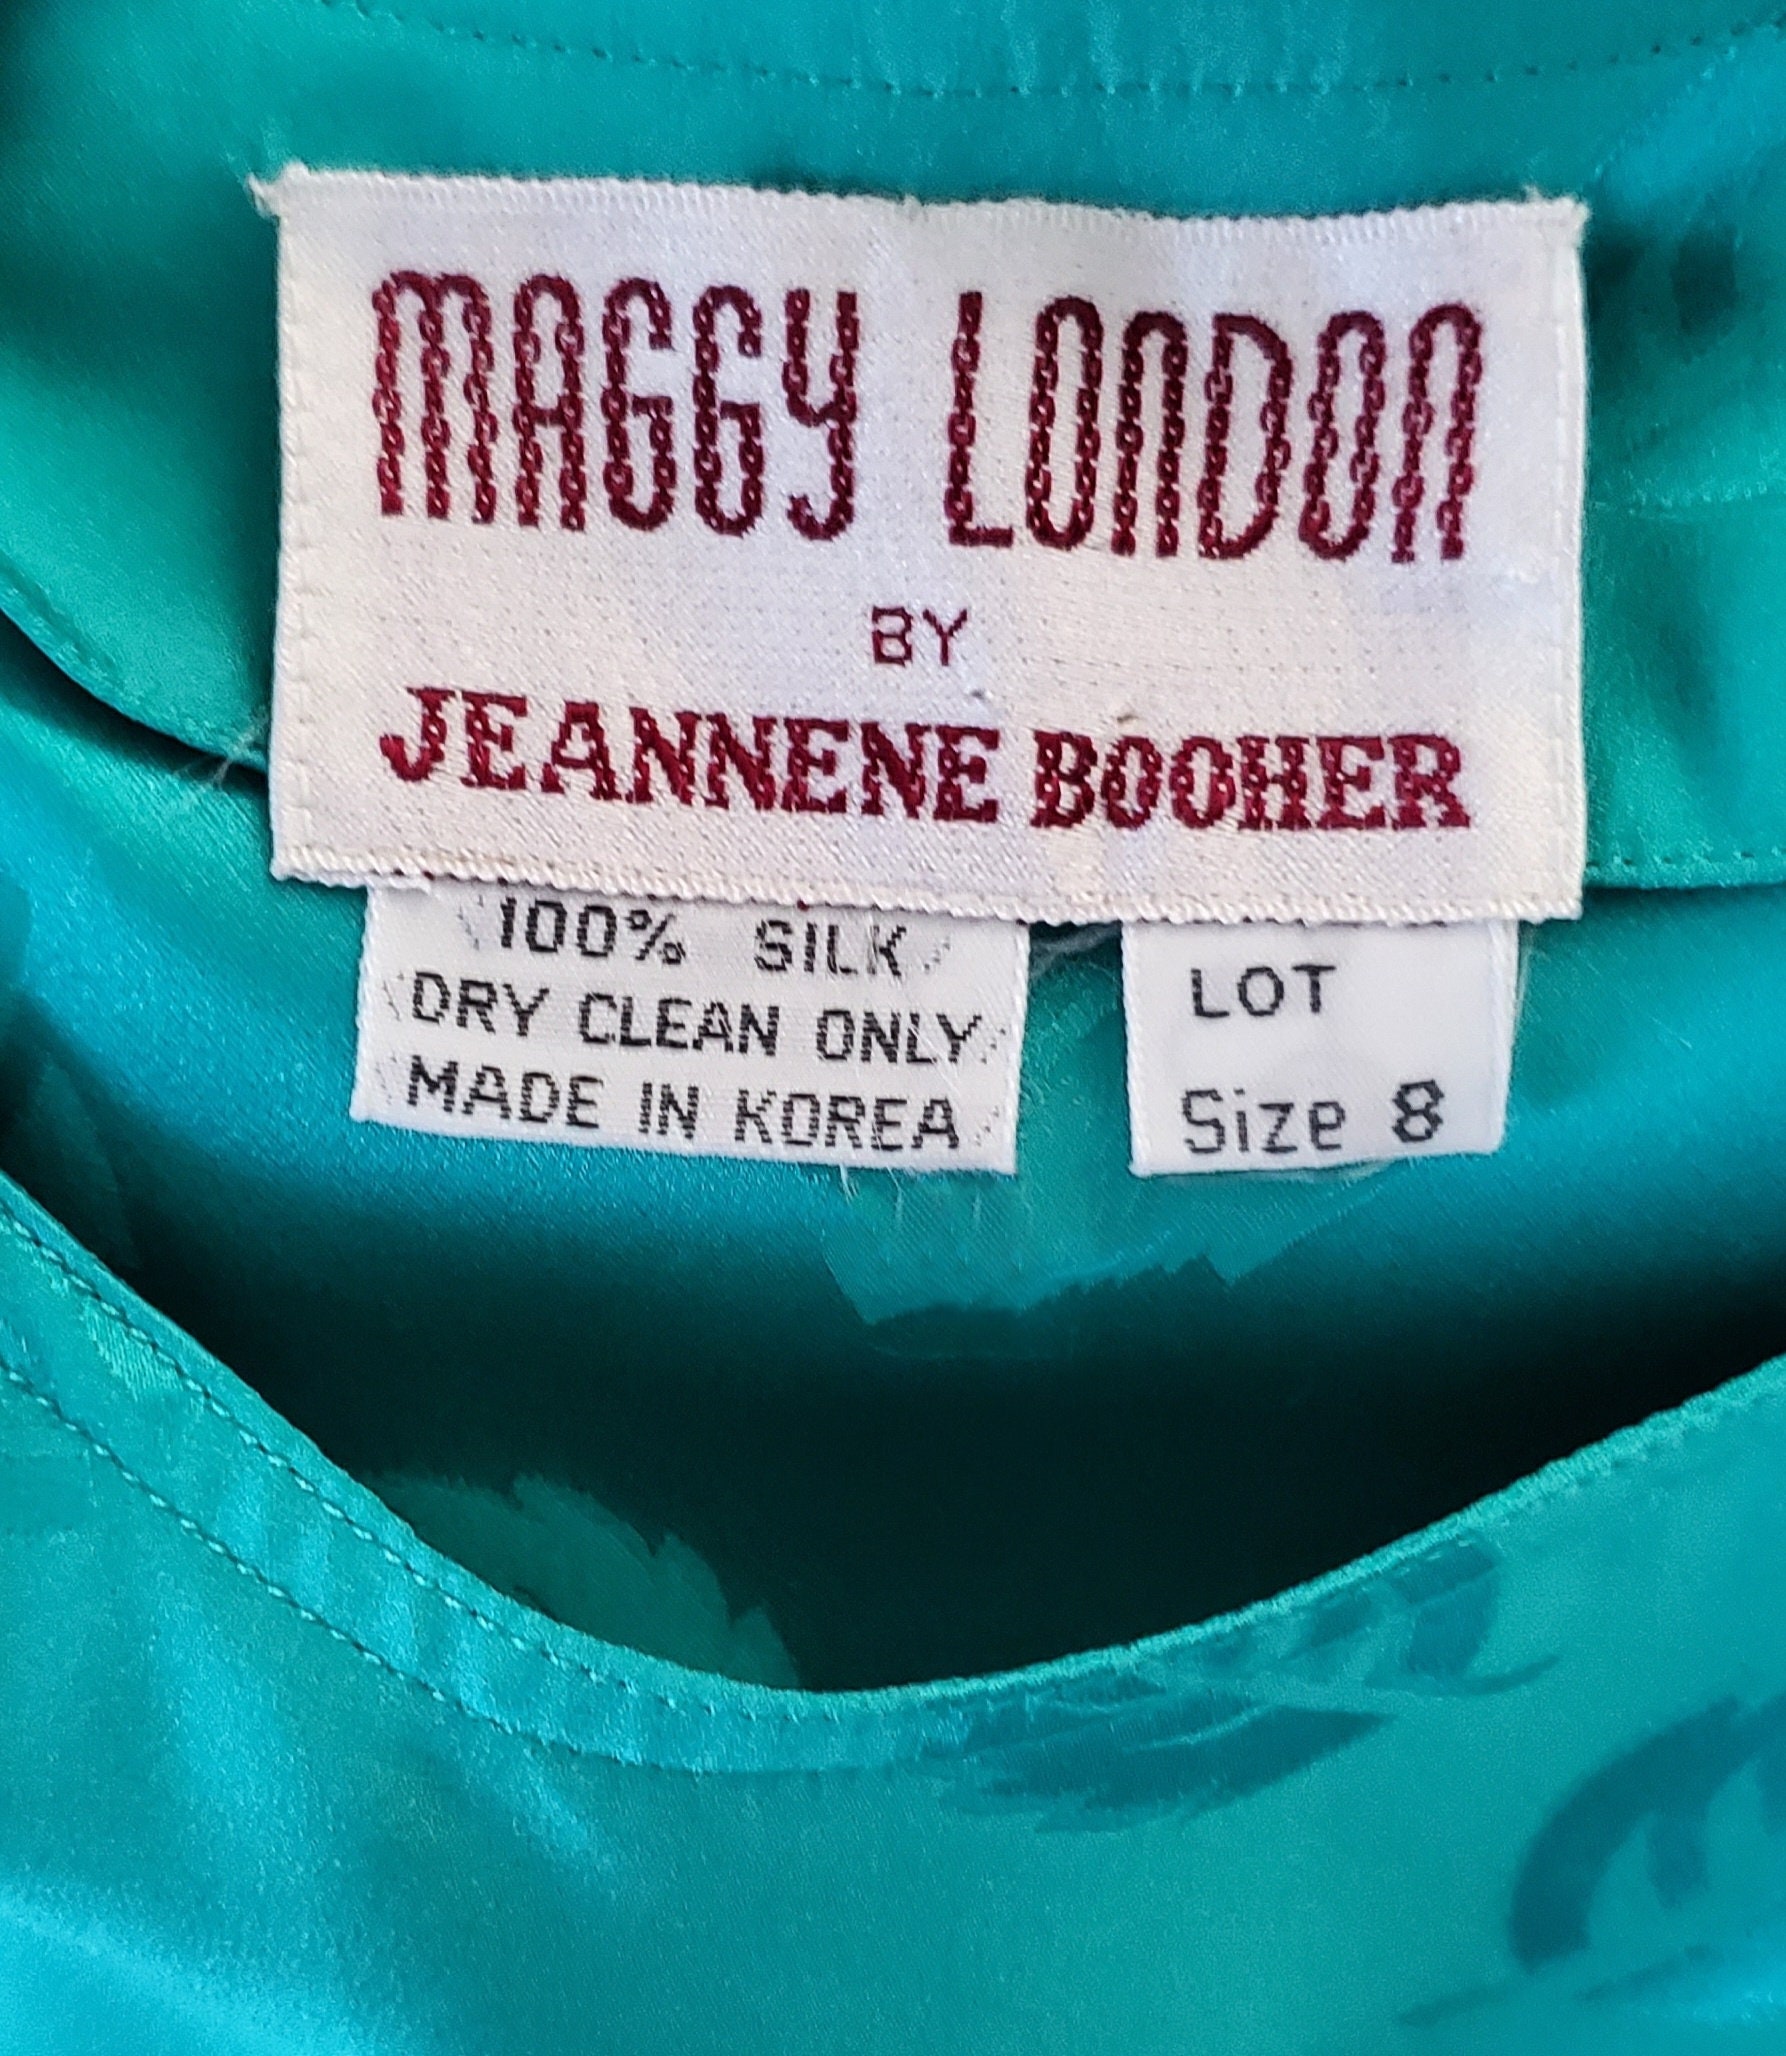 MAGGY LONDON
BY
JEANNENE BOOHER
100% SILK
DRY CLEAN ONLY
MADE IN KOREA
LOT
Size 8